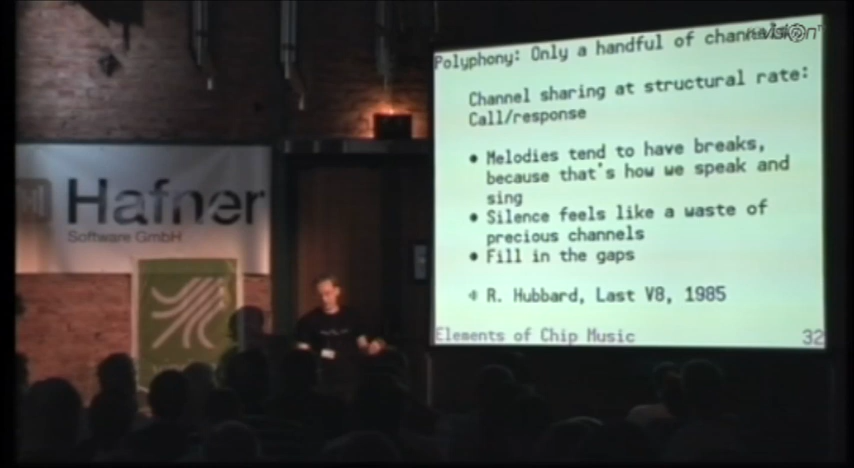 Polyphony: Only a handful of channels
revision
Channel sharing at structural rate:
Call/response
• Melodies tend to have breaks,
because that's how we speak and
sing
• Silence feels like a waste of
precious channels
• Fill in the gaps
R. Hubbard, Last V8, 1985
Elements of Chip Music 32
Hafner
Software GmbH